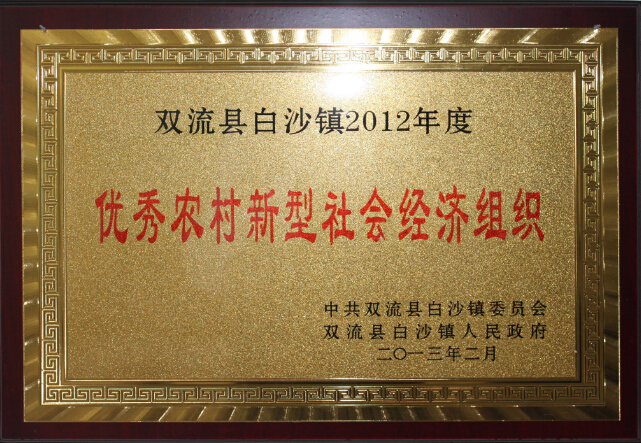 双流县白沙镇2012年度
优秀农村新型社会经济组织
中共双流县白沙镇委员会
双流县白沙镇人民政府
二〇一三年二月